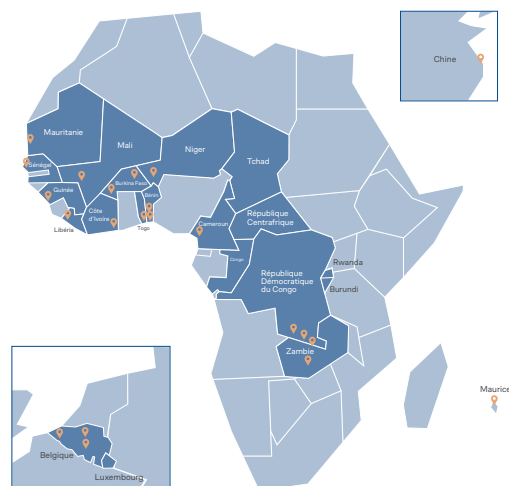 Chine
Mauritanie
Mali
Niger
Tchad
Sénégal
Guinée
Burkina Faso
Bénin
Côte
d'Ivoire
Libéria
Togo
Cameroun
République
Centrafrique
Congo
République
Démocratique
du Congo
Rwanda
Burundi
Zambie
Maurice
Belgique
Luxembourg